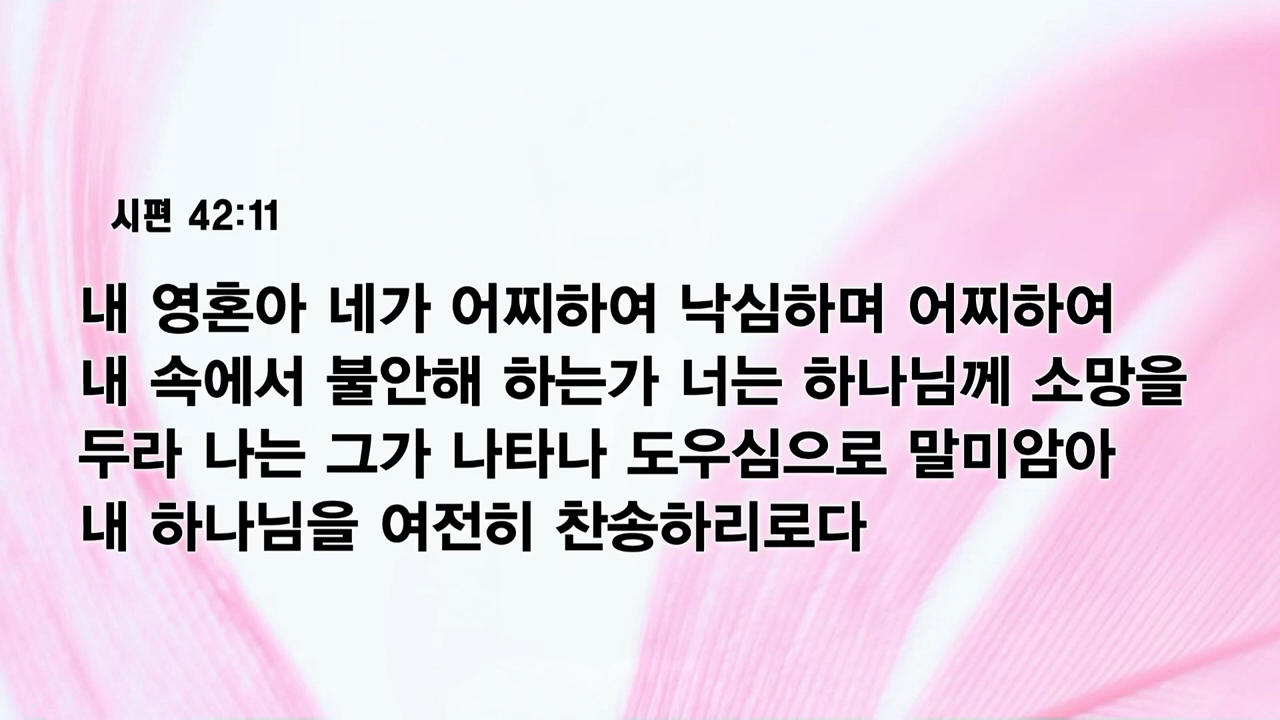 시편 42:11
내 영혼아 네가 어찌하여 낙심하며 어찌하여
내 속에서 불안해 하는가 너는 하나님께 소망을
두라 나는 그가 나타나 도우심으로 말미암아
내 하나님을 여전히 찬송하리로다